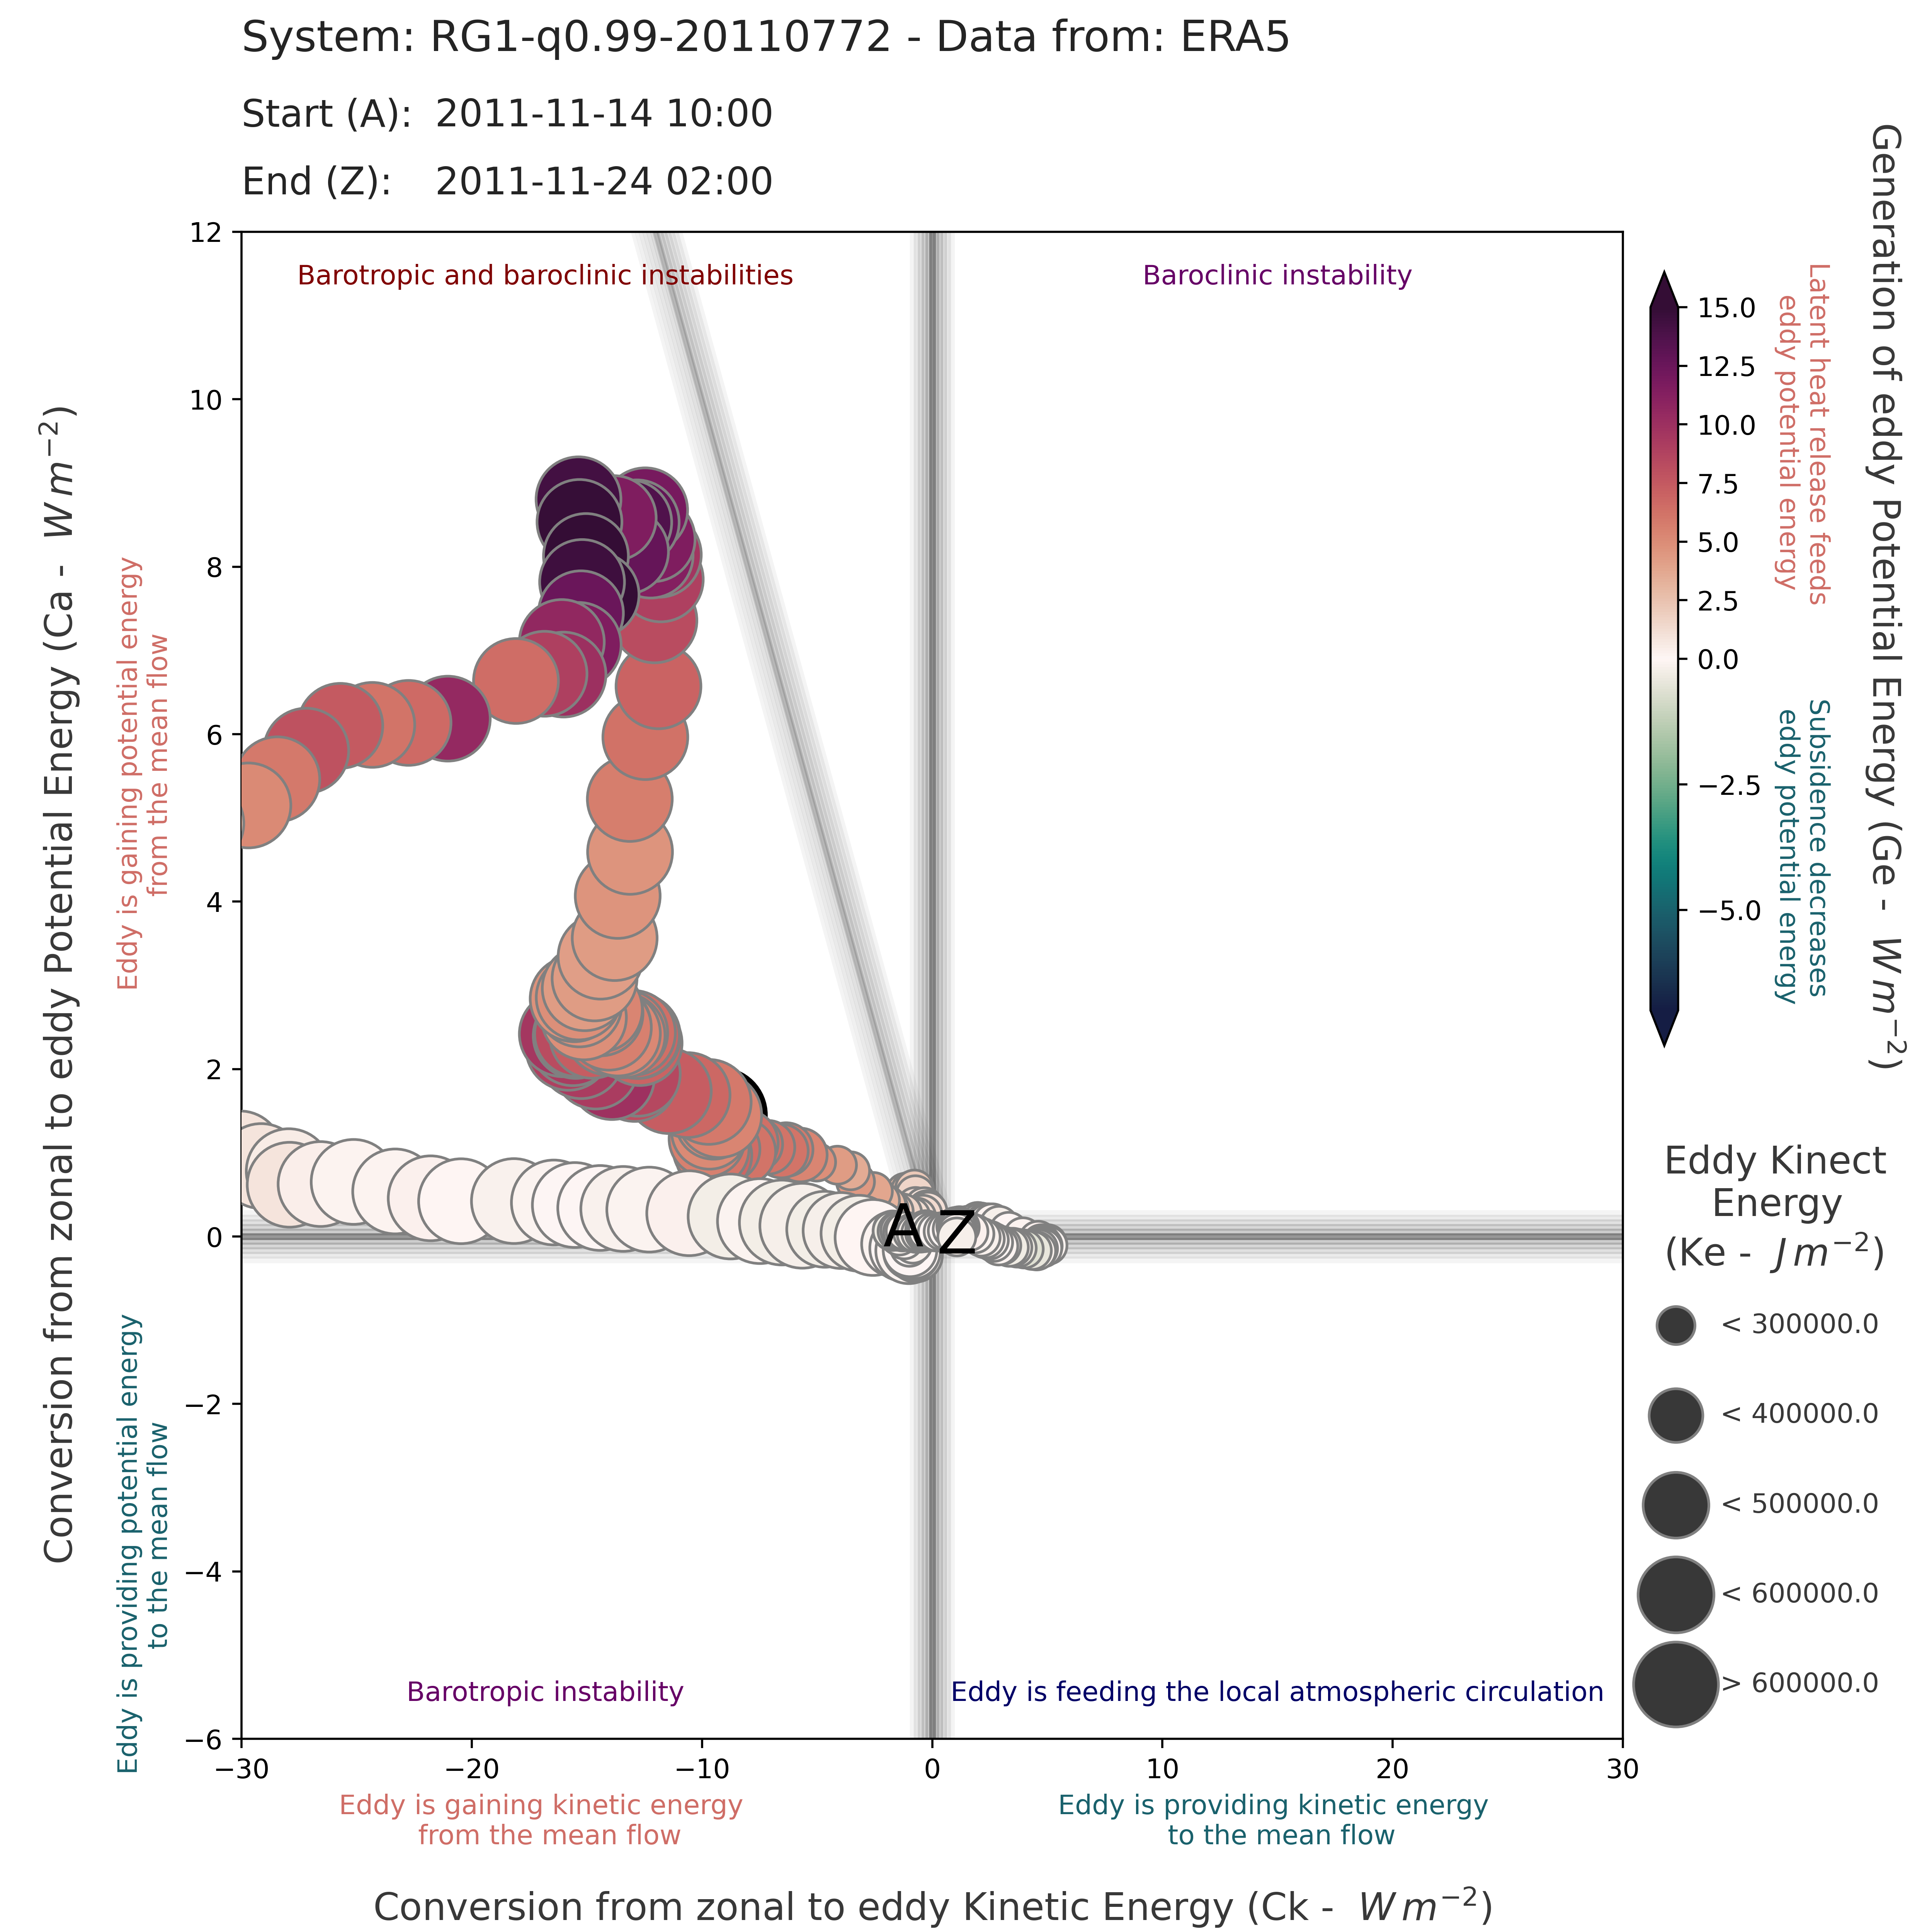 System: RG1-q0.99-20110772 - Data from: ERA5
Start (A): 2011-11-14 10:00
End (Z): 2011-11-24 02:00
Conversion from zonal to eddy Potential Energy (Ca - W m⁻²)
Eddy is gaining potential energy
from the mean flow
Eddy is providing potential energy
to the mean flow
12
10
8
6
4
2
0
−2
−4
−6
Barotropic and baroclinic instabilities
Baroclinic instability
A
Z
Barotropic instability
Eddy is feeding the local atmospheric circulation
−30
−20
−10
0
10
20
30
Eddy is gaining kinetic energy
from the mean flow
Eddy is providing kinetic energy
to the mean flow
Conversion from zonal to eddy Kinetic Energy (Ck - W m⁻²)
15.0
12.5
10.0
7.5
5.0
2.5
0.0
−2.5
−5.0
Latent heat release feeds
eddy potential energy
Subsidence decreases
eddy potential energy
Generation of eddy Potential Energy (Ge - W m⁻²)
Eddy Kinect
Energy
(Ke - J m⁻²)
< 300000.0
< 400000.0
< 500000.0
< 600000.0
> 600000.0